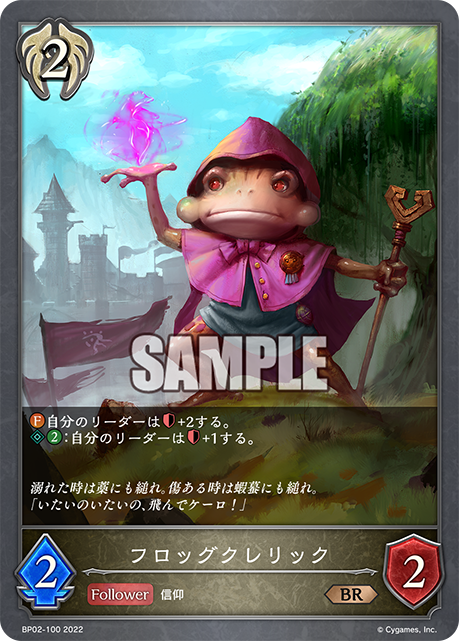 2
SAMPLE
F 自分のリーダーは+2する。
2:自分のリーダーは+1する。
溺れた時は藁にも縋れ。傷ある時は蝦蟇にも縋れ。
「いたいのいたいの、飛んでケーロ!」
フロッグクレリック
2
Follower 信仰
BR
2
BP02-100 2022
© Cygames, Inc.